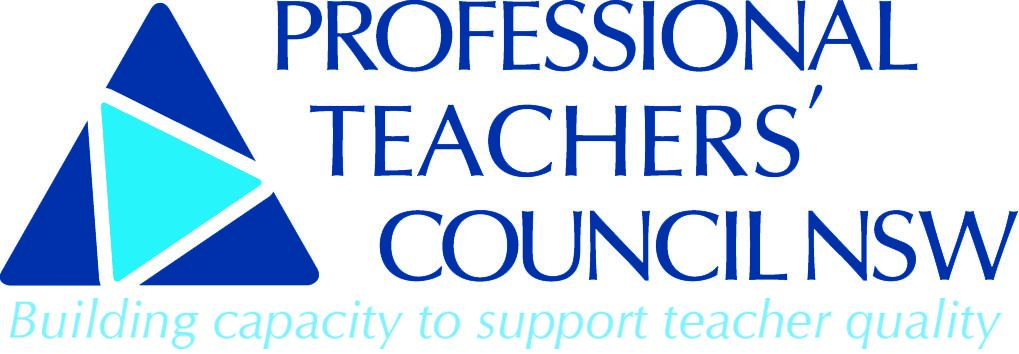 PROFESSIONAL
TEACHERS'
COUNCIL NSW
Building capacity to support teacher quality